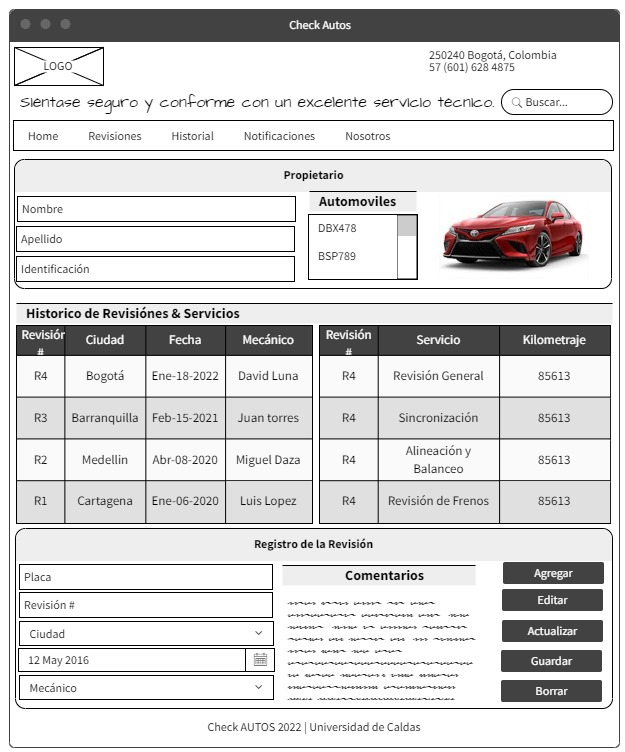 Check Autos
LOGO
250240 Bogotá, Colombia
57 (601) 628 4875
Siéntase seguro y conforme con un excelente servicio técnico.
Buscar...
Home Revisiones Historial Notificaciones Nosotros
Propietario
Nombre
Apellido
Identificación
Automoviles
DBX478
BSP789
Historico de Revisiónes & Servicios
Revisión # Ciudad Fecha Mecánico
R4 Bogotá Ene-18-2022 David Luna
R3 Barranquilla Feb-15-2021 Juan torres
R2 Medellin Abr-08-2020 Miguel Daza
R1 Cartagena Ene-06-2020 Luis Lopez
Revisión # Servicio Kilometraje
R4 Revisión General 85613
R4 Sincronización 85613
R4 Alineación y Balanceo 85613
R4 Revisión de Frenos 85613
Registro de la Revisión
Placa
Revisión #
Ciudad
12 May 2016
Mecánico
Comentarios
Agregar
Editar
Actualizar
Guardar
Borrar
Check AUTOS 2022 | Universidad de Caldas